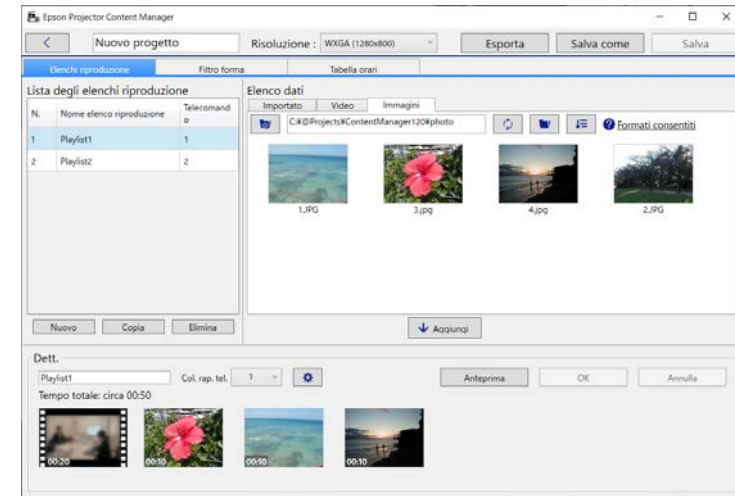 Epson Projector Content Manager
Nuovo progetto
Risoluzione : WXGA (1280x800)
Esporta
Salva come
Salva
Elenchi riproduzione
Filtro forma
Tabella orari
Lista degli elenchi riproduzione
N.
Nome elenco riproduzione
Telecomand
o
1 Playlist1 1
2 Playlist2 2
Nuovo
Copia
Elimina
Elenco dati
Importato
Video
Immagini
C:¥@Projects¥ContentManager120¥photo
Formati consentiti
1.JPG
3.jpg
4.jpg
2.JPG
Aggiungi
Dett.
Playlist1
Col. rap. tel.
1
Anteprima
OK
Annulla
Tempo totale: circa 00:50
00:20
00:10
00:10
00:10